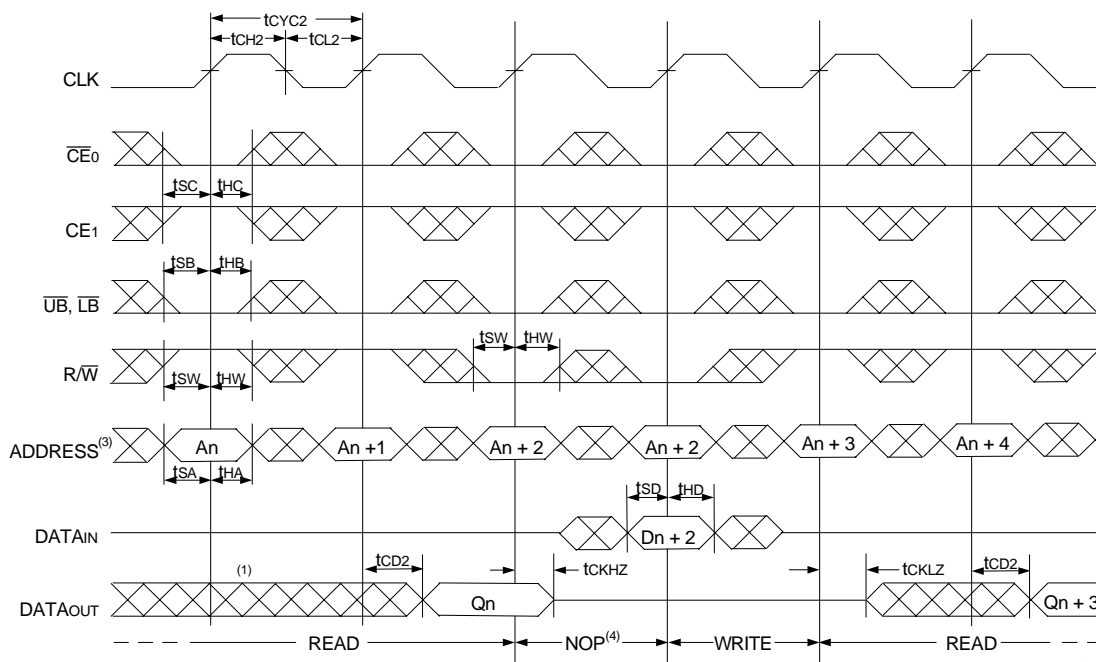 tCYC2
tCH2 tCL2
CLK
CE0
tSC tHC
CE1
tSB tHB
UB, LB
tSW tHW
R/W
tSW tHW
ADDRESS(3) An An +1 An + 2 An + 2 An + 3 An + 4
tSA tHA
tSD tHD
DATAIN Dn + 2
tCD2 tCKHZ tCKLZ tCD2
(1)
DATAOUT Qn Qn + 3
READ NOP(4) WRITE READ